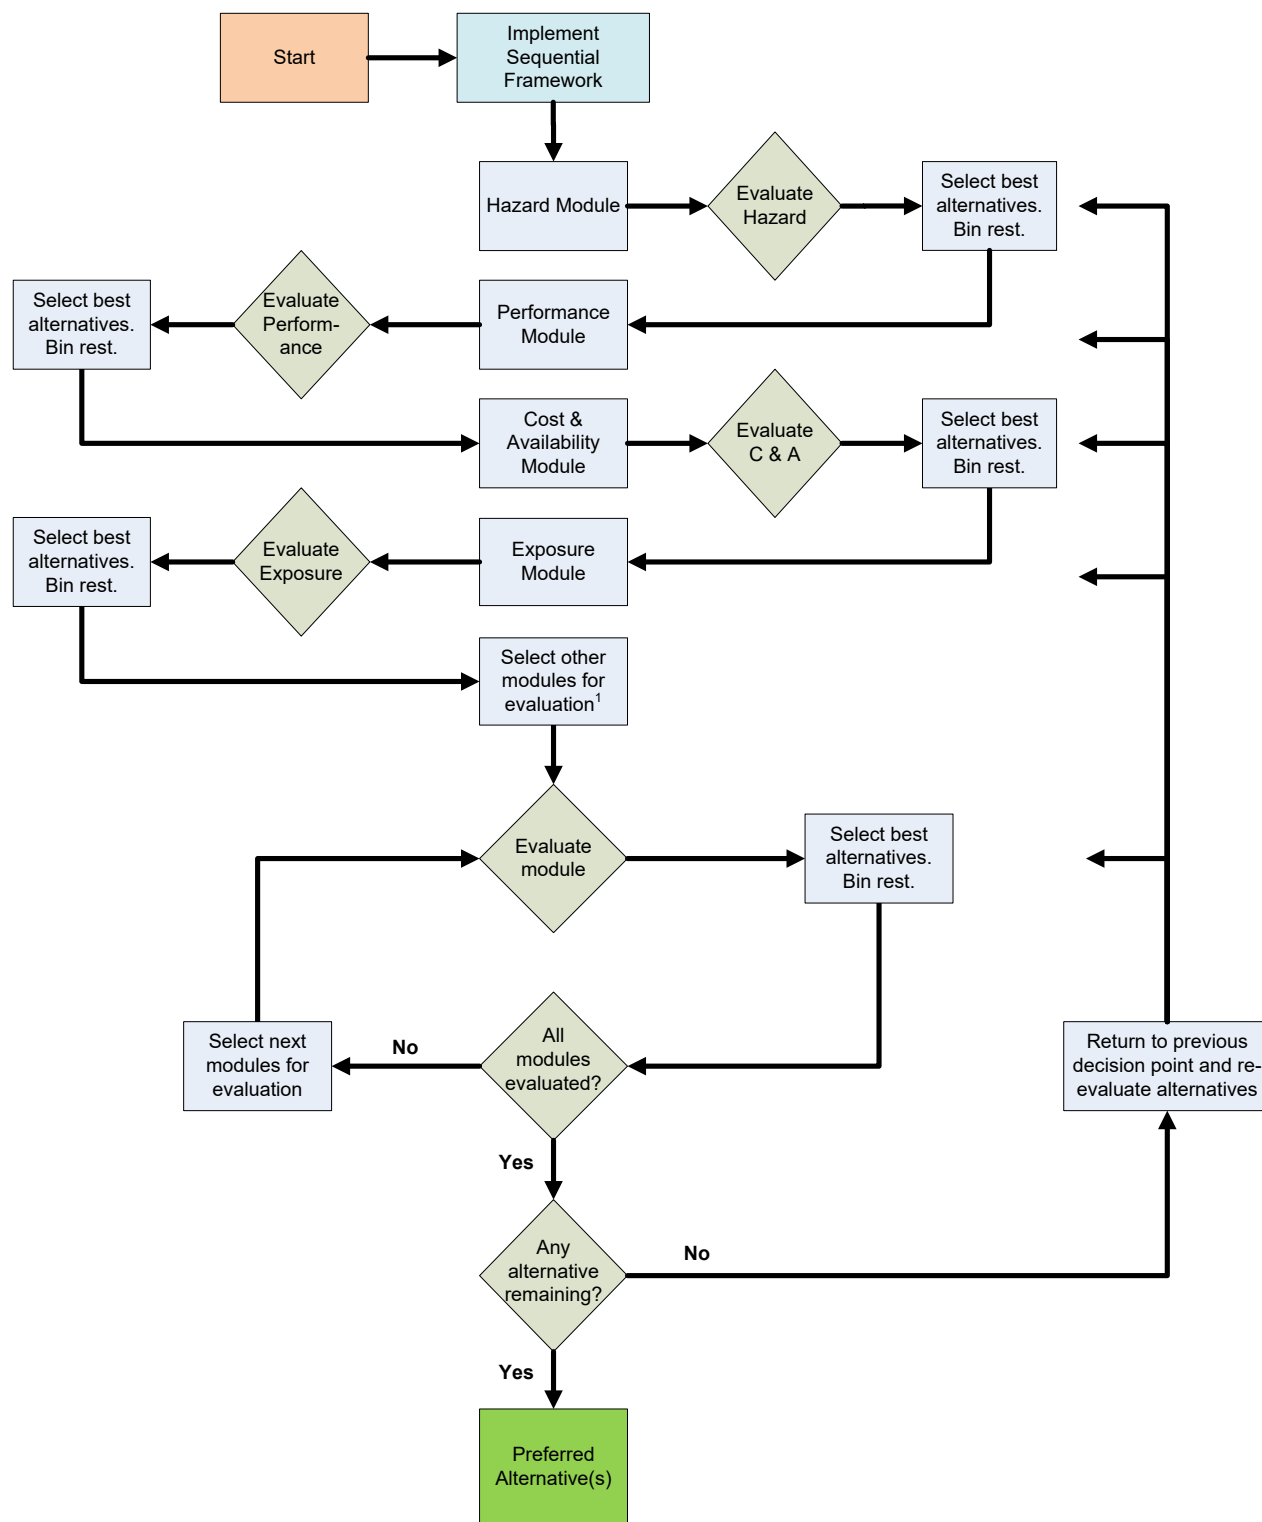 Start
Implement
Sequential
Framework
Hazard Module
Evaluate
Hazard
Select best
alternatives.
Bin rest.
Select best
alternatives.
Bin rest.
Evaluate
Perform-
ance
Performance
Module
Cost &
Availability
Module
Evaluate
C & A
Select best
alternatives.
Bin rest.
Select best
alternatives.
Bin rest.
Evaluate
Exposure
Exposure
Module
Select other
modules for
evaluation1
Evaluate
module
Select best
alternatives.
Bin rest.
Select next
modules for
evaluation
No
All
modules
evaluated?
Return to previous
decision point and re-
evaluate alternatives
Yes
Any
alternative
remaining?
No
Yes
Preferred
Alternative(s)